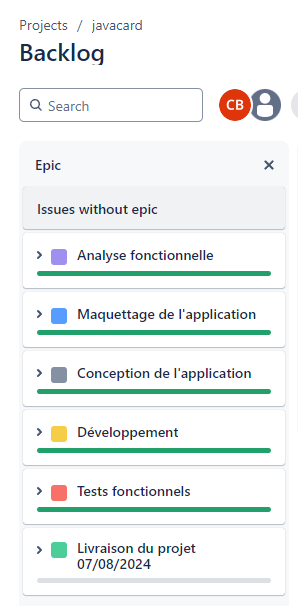 Projects / javacard
Backlog
Search
CB
Epic
Issues without epic
Analyse fonctionnelle
Maquettage de l'application
Conception de l'application
Développement
Tests fonctionnels
Livraison du projet
07/08/2024